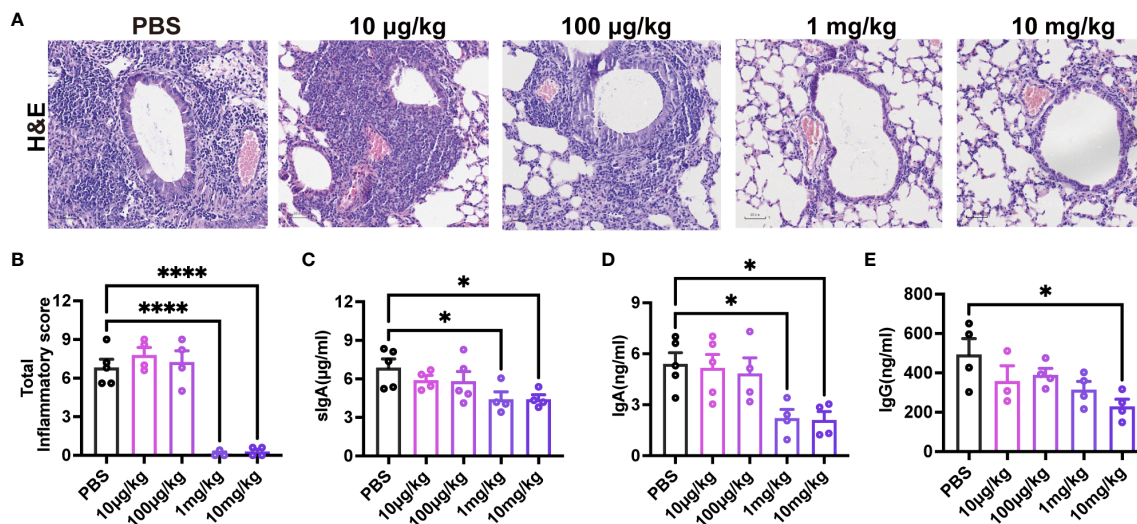 A
PBS
10 µg/kg
100 µg/kg
1 mg/kg
10 mg/kg
H&E
B
Total
Inflammatory score
12
9
6
3
0
****
****
PBS
10µg/kg
100µg/kg
1mg/kg
10mg/kg
C
sIgA(µg/ml)
12
9
6
3
0
*
*
PBS
10µg/kg
100µg/kg
1mg/kg
10mg/kg
D
IgA(ng/ml)
9
6
3
0
*
*
PBS
10µg/kg
100µg/kg
1mg/kg
10mg/kg
E
IgG(ng/ml)
800
600
400
200
0
*
PBS
10µg/kg
100µg/kg
1mg/kg
10mg/kg